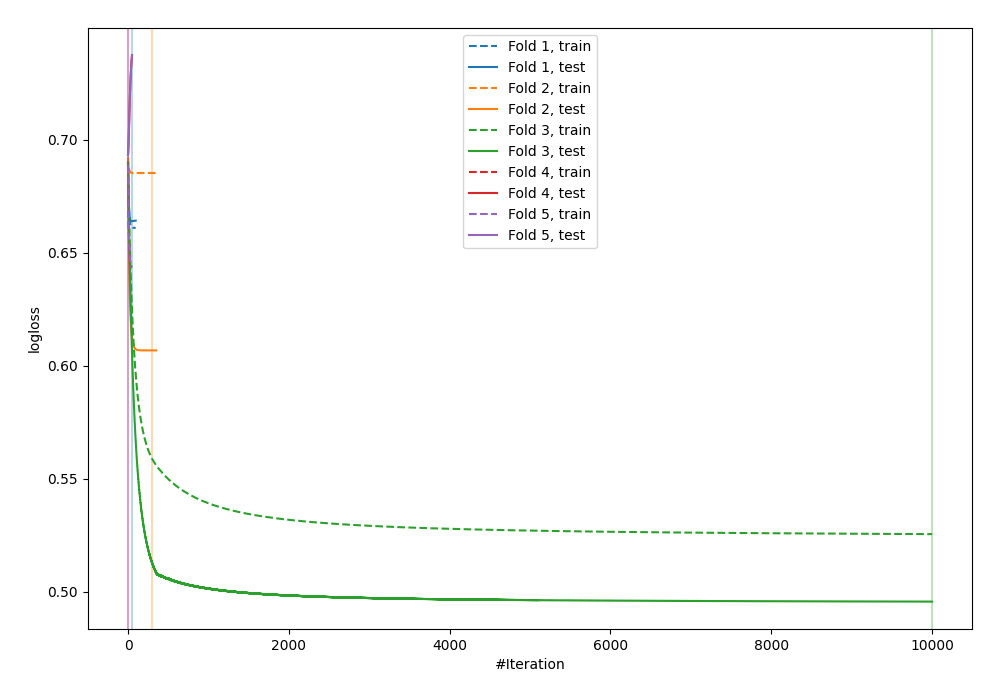 Fold 1, train
Fold 1, test
Fold 2, train
Fold 2, test
Fold 3, train
Fold 3, test
Fold 4, train
Fold 4, test
Fold 5, train
Fold 5, test
0.70
0.65
0.60
0.55
0.50
logloss
0 2000 4000 6000 8000 10000
#Iteration